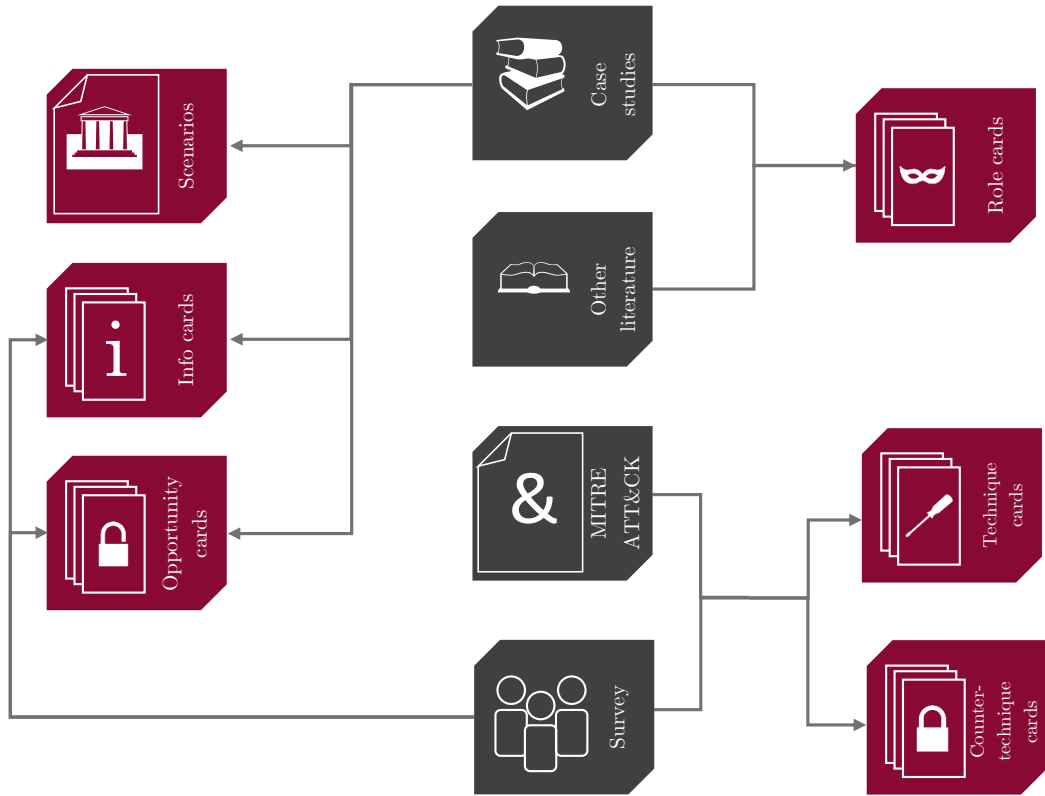 Opportunity
cards
Info cards
Scenarios
Survey
&
MITRE
ATT&CK
Other
literature
Case
studies
Counter-
technique
cards
Technique
cards
Role cards
i